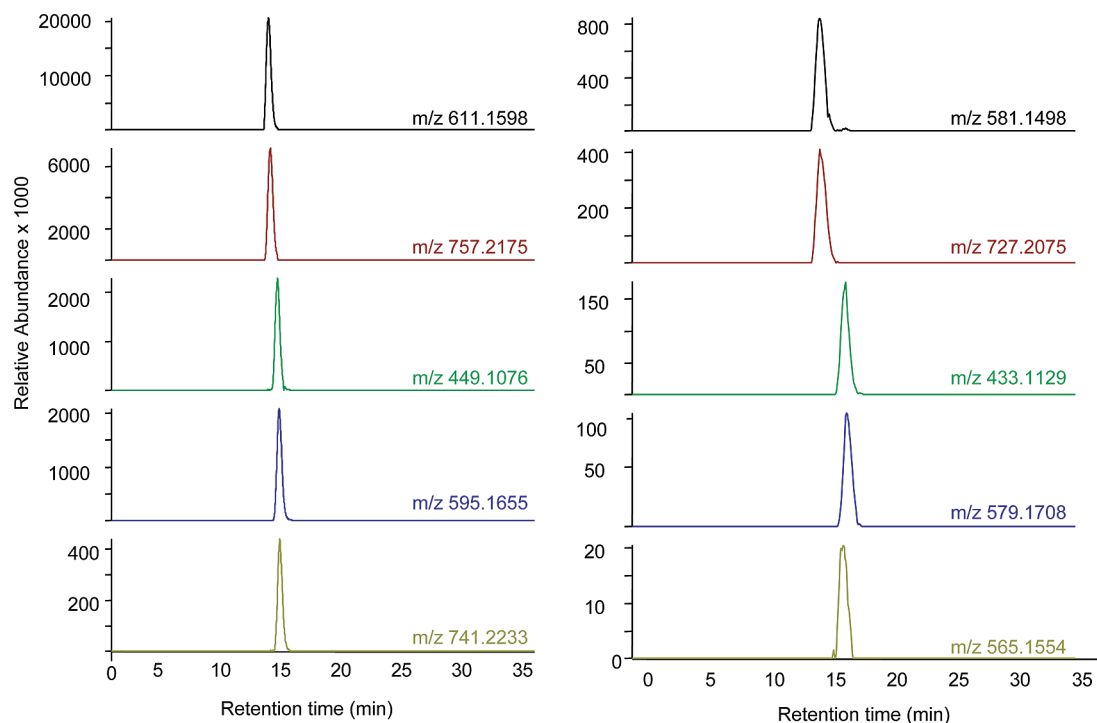 Relative Abundance x 1000
20000
10000
m/z 611.1598
6000
2000
m/z 757.2175
2000
1000
m/z 449.1076
2000
1000
m/z 595.1655
400
200
m/z 741.2233
0 5 10 15 20 25 30 35
Retention time (min)
800
400
m/z 581.1498
400
200
m/z 727.2075
150
50
m/z 433.1129
100
50
m/z 579.1708
20
10
0
m/z 565.1554
0 5 10 15 20 25 30 35
Retention time (min)